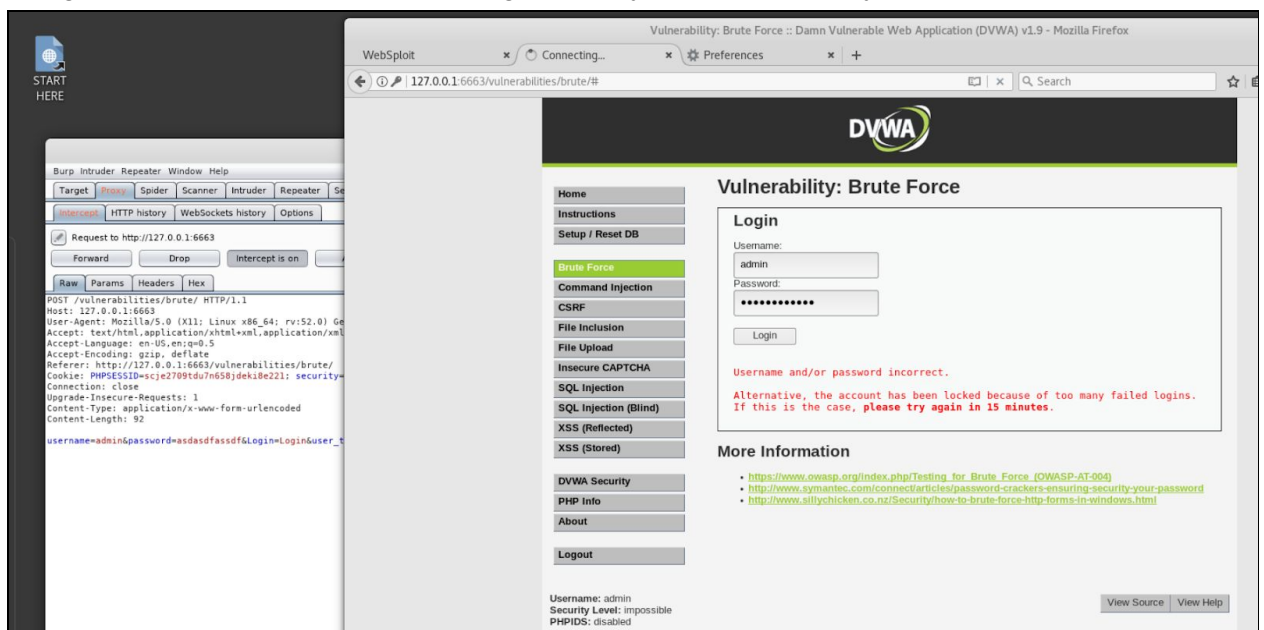 START
HERE
Vulnerability: Brute Force :: Damn Vulnerable Web Application (DVWA) v1.9 - Mozilla Firefox
WebSploit
Connecting...
Preferences
127.0.0.1:6663/vulnerabilities/brute/#
Search
Burp Intruder Repeater Window Help
Target Proxy Spider Scanner Intruder Repeater
Intercept HTTP history WebSockets history Options
Request to http://127.0.0.1:6663
Forward Drop Intercept is on
Raw Params Headers Hex
POST /vulnerabilities/brute/ HTTP/1.1
Host: 127.0.0.1:6663
User-Agent: Mozilla/5.0 (X11; Linux x86_64; rv:52.0) Ge
Accept: text/html,application/xhtml+xml,application/xml
Accept-Language: en-US,en;q=0.5
Accept-Encoding: gzip, deflate
Referer: http://127.0.0.1:6663/vulnerabilities/brute/
Cookie: PHPSESSID=scje2709tdu7n658jdeki8e221; security=
Connection: close
Upgrade-Insecure-Requests: 1
Content-Type: application/x-www-form-urlencoded
Content-Length: 92
username=admin&password=asdasdfassdf&Login=Login&user_t
DVWA
Home
Instructions
Setup / Reset DB
Brute Force
Command Injection
CSRF
File Inclusion
File Upload
Insecure CAPTCHA
SQL Injection
SQL Injection (Blind)
XSS (Reflected)
XSS (Stored)
DVWA Security
PHP Info
About
Logout
Username: admin
Security Level: impossible
PHPIDS: disabled
Vulnerability: Brute Force
Login
Username:
admin
Password:
••••••••••••
Login
Username and/or password incorrect.
Alternative, the account has been locked because of too many failed logins.
If this is the case, please try again in 15 minutes.
More Information
• https://www.owasp.org/index.php/Testing_for_Brute_Force_(OWASP-AT-004)
• http://www.symantec.com/connect/articles/password-crackers-ensuring-security-your-password
• http://www.sillychicken.co.nz/Security/how-to-brute-force-http-forms-in-windows.html
View Source View Help